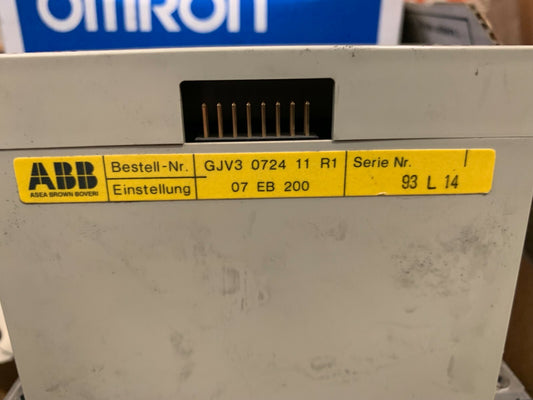 OMRON
ABB
ASEA BROWN BOVERI
Bestell-Nr. GJV3 0724 11 R1 Serie Nr.
Einstellung 07 EB 200 93 L 14